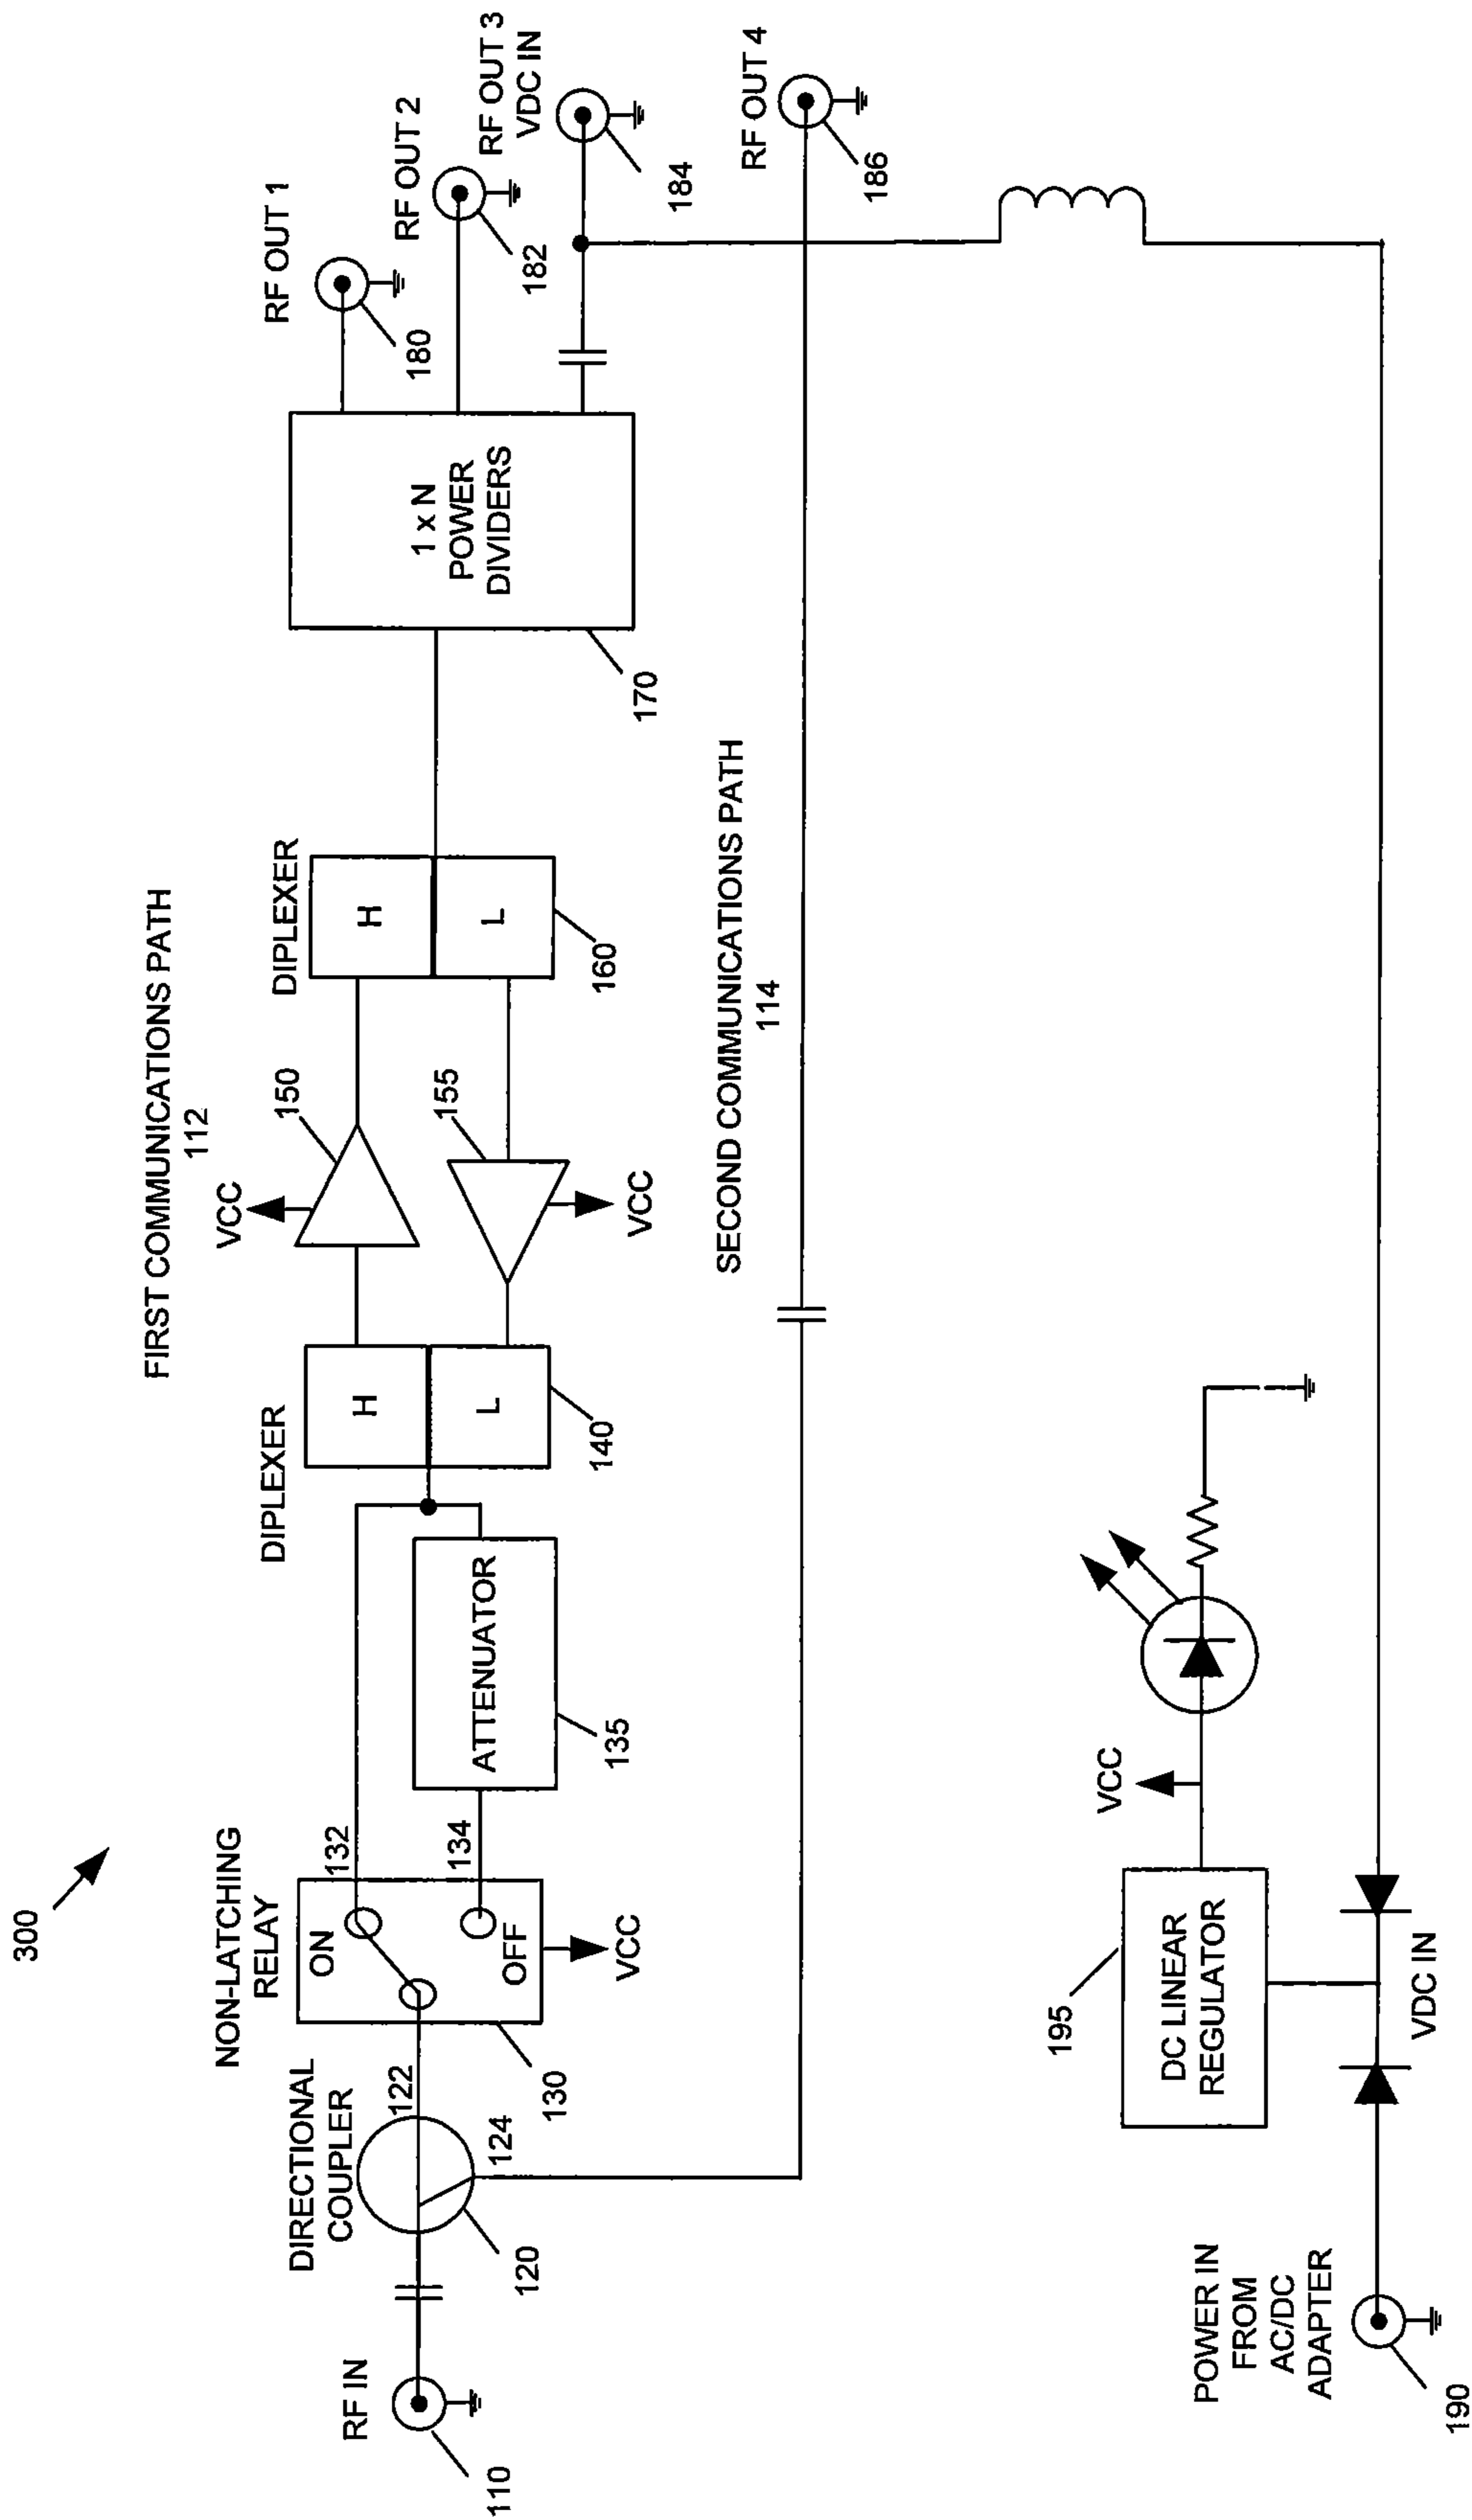 300
FIRST COMMUNICATIONS PATH
112
RF IN
110
DIRECTIONAL
COUPLER
120
122
124
NON-LATCHING
RELAY
ON
OFF
130
VCC
132
134
ATTENUATOR
135
DIPLEXER
H
L
140
VCC
150
155
VCC
DIPLEXER
H
L
160
1 x N
POWER
DIVIDERS
170
RF OUT 1
180
RF OUT 2
182
RF OUT 3
VDC IN
184
RF OUT 4
186
SECOND COMMUNICATIONS PATH
114
POWER IN
FROM
AC/DC
ADAPTER
190
195
DC LINEAR
REGULATOR
VDC IN
VCC